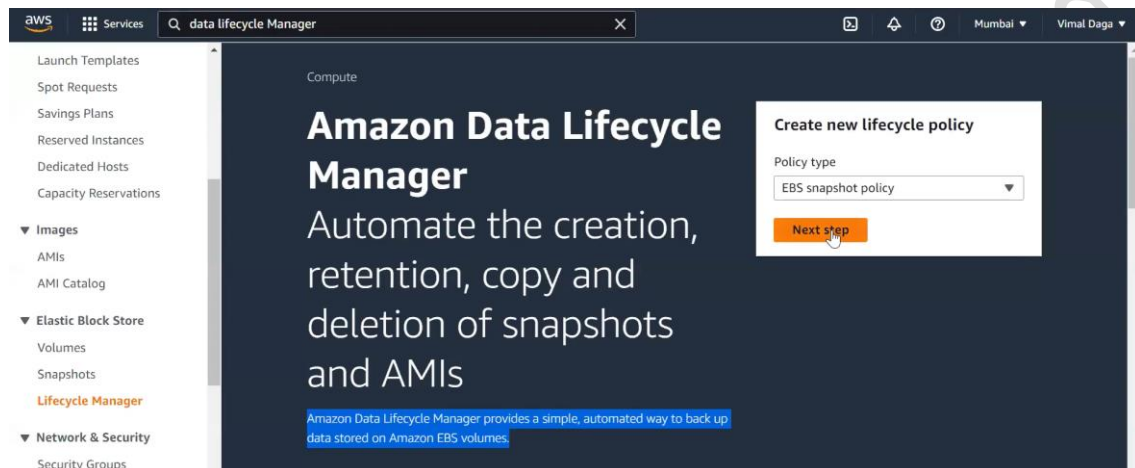 aws
Services
data lifecycle Manager
Mumbai
Vimal Daga
Launch Templates
Spot Requests
Savings Plans
Reserved Instances
Dedicated Hosts
Capacity Reservations
Images
AMIs
AMI Catalog
Elastic Block Store
Volumes
Snapshots
Lifecycle Manager
Network & Security
Security Groups
Compute
Amazon Data Lifecycle
Manager
Automate the creation,
retention, copy and
deletion of snapshots
and AMIs
Amazon Data Lifecycle Manager provides a simple, automated way to back up
data stored on Amazon EBS volumes.
Create new lifecycle policy
Policy type
EBS snapshot policy
Next step